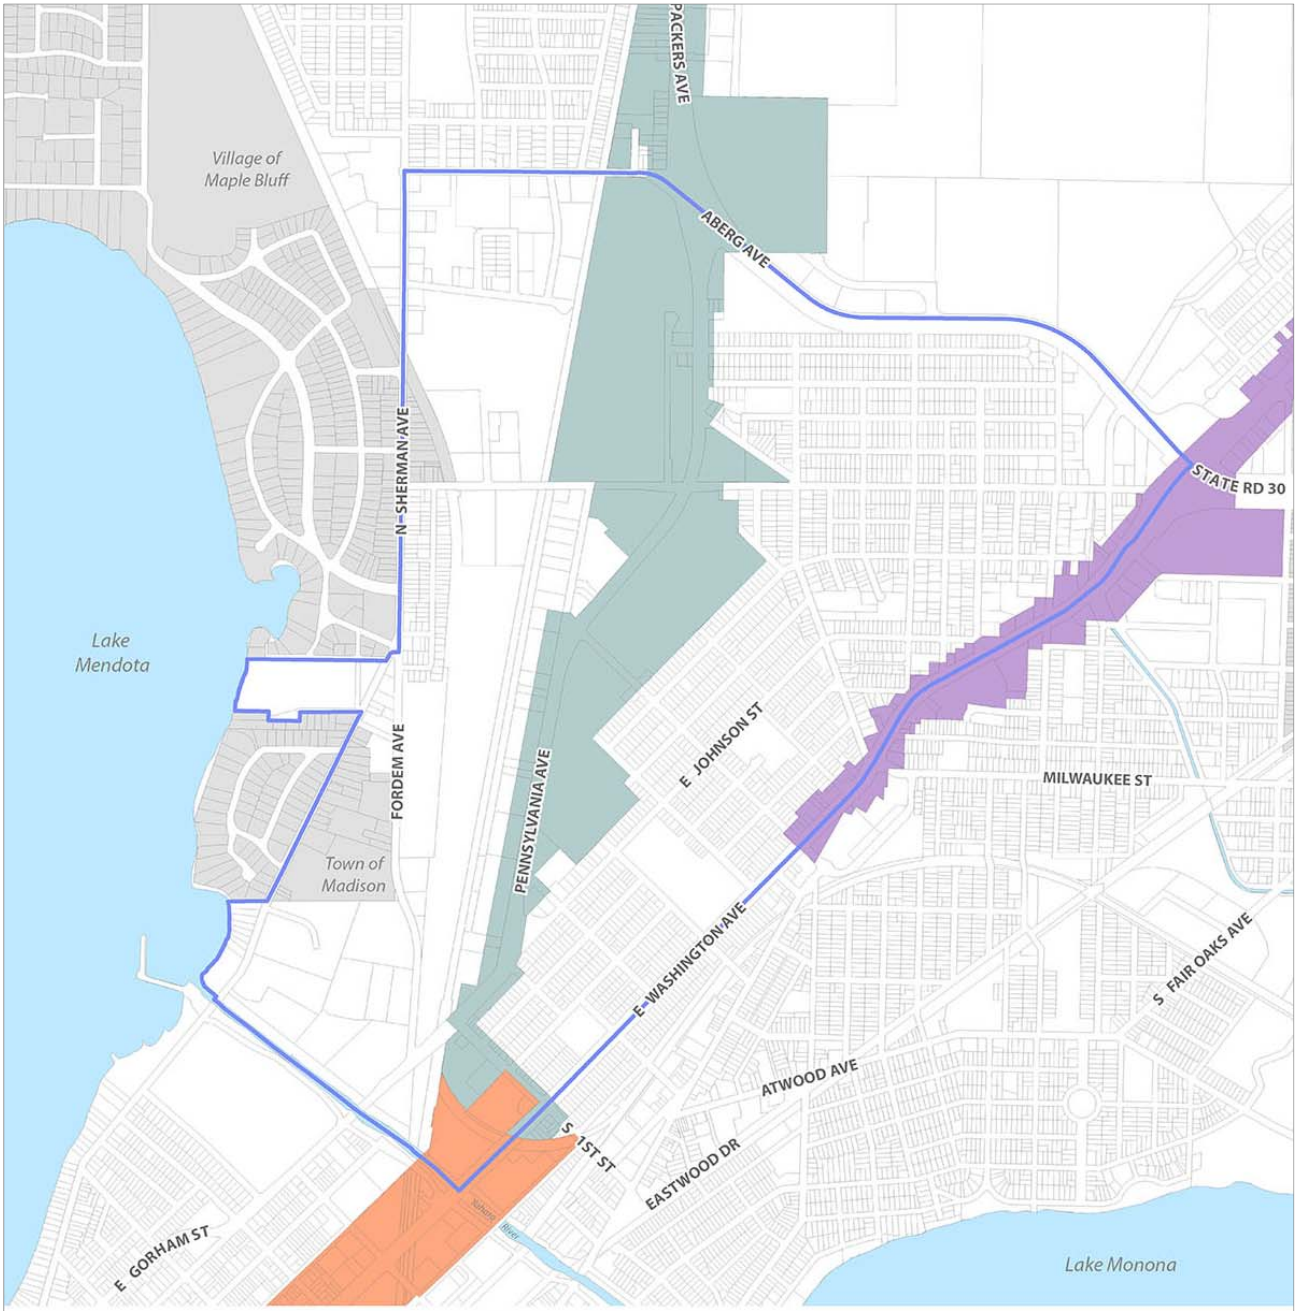 PACKERS AVE
Village of
Maple Bluff
ABERG AVE
N SHERMAN AVE
STATE RD 30
Lake
Mendota
E JOHNSON ST
FORDEM AVE
PENNSYLVANIA AVE
MILWAUKEE ST
Town of
Madison
E WASHINGTON AVE
S FAIR OAKS AVE
ATWOOD AVE
S 1ST ST
EASTWOOD DR
Yahara
River
E GORHAM ST
Lake Monona